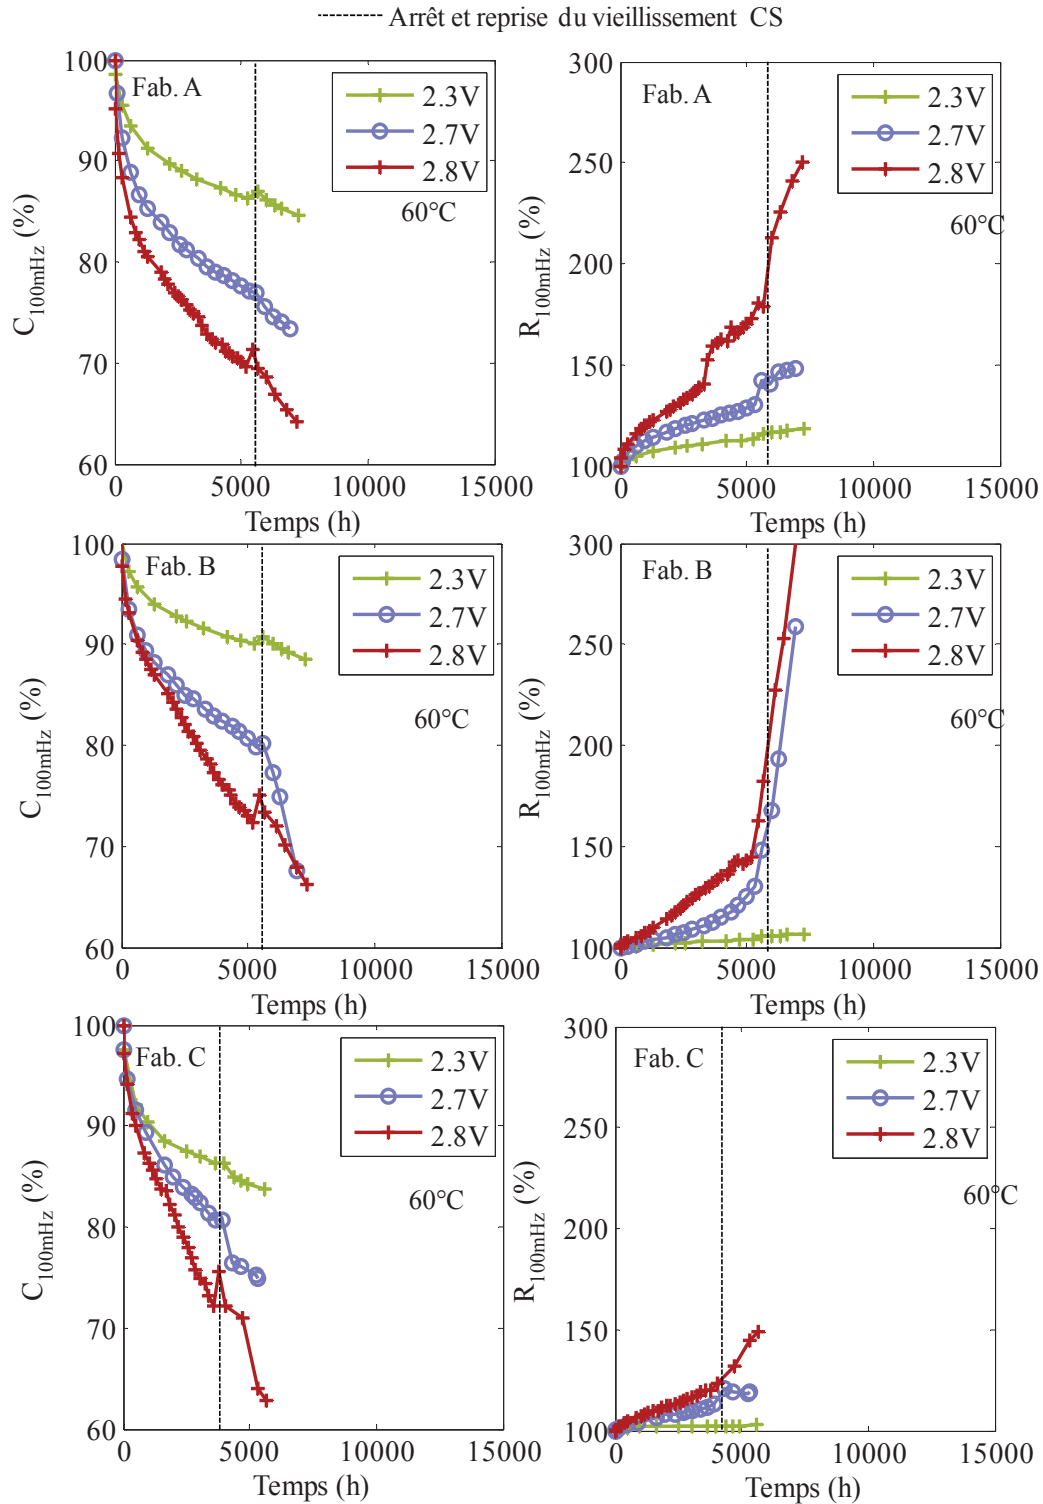 Arrêt et reprise du vieillissement CS
100
90
80
70
60
C100mHz (%)
Fab. A
2.3V
2.7V
2.8V
60°C
0
5000
10000
15000
Temps (h)
300
250
200
150
100
R100mHz (%)
Fab. A
2.3V
2.7V
2.8V
60°C
0
5000
10000
15000
Temps (h)
100
90
80
70
60
C100mHz (%)
Fab. B
2.3V
2.7V
2.8V
60°C
0
5000
10000
15000
Temps (h)
300
250
200
150
100
R100mHz (%)
Fab. B
2.3V
2.7V
2.8V
60°C
0
5000
10000
15000
Temps (h)
100
90
80
70
60
C100mHz (%)
Fab. C
2.3V
2.7V
2.8V
60°C
0
5000
10000
15000
Temps (h)
300
250
200
150
100
R100mHz (%)
Fab. C
2.3V
2.7V
2.8V
60°C
0
5000
10000
15000
Temps (h)